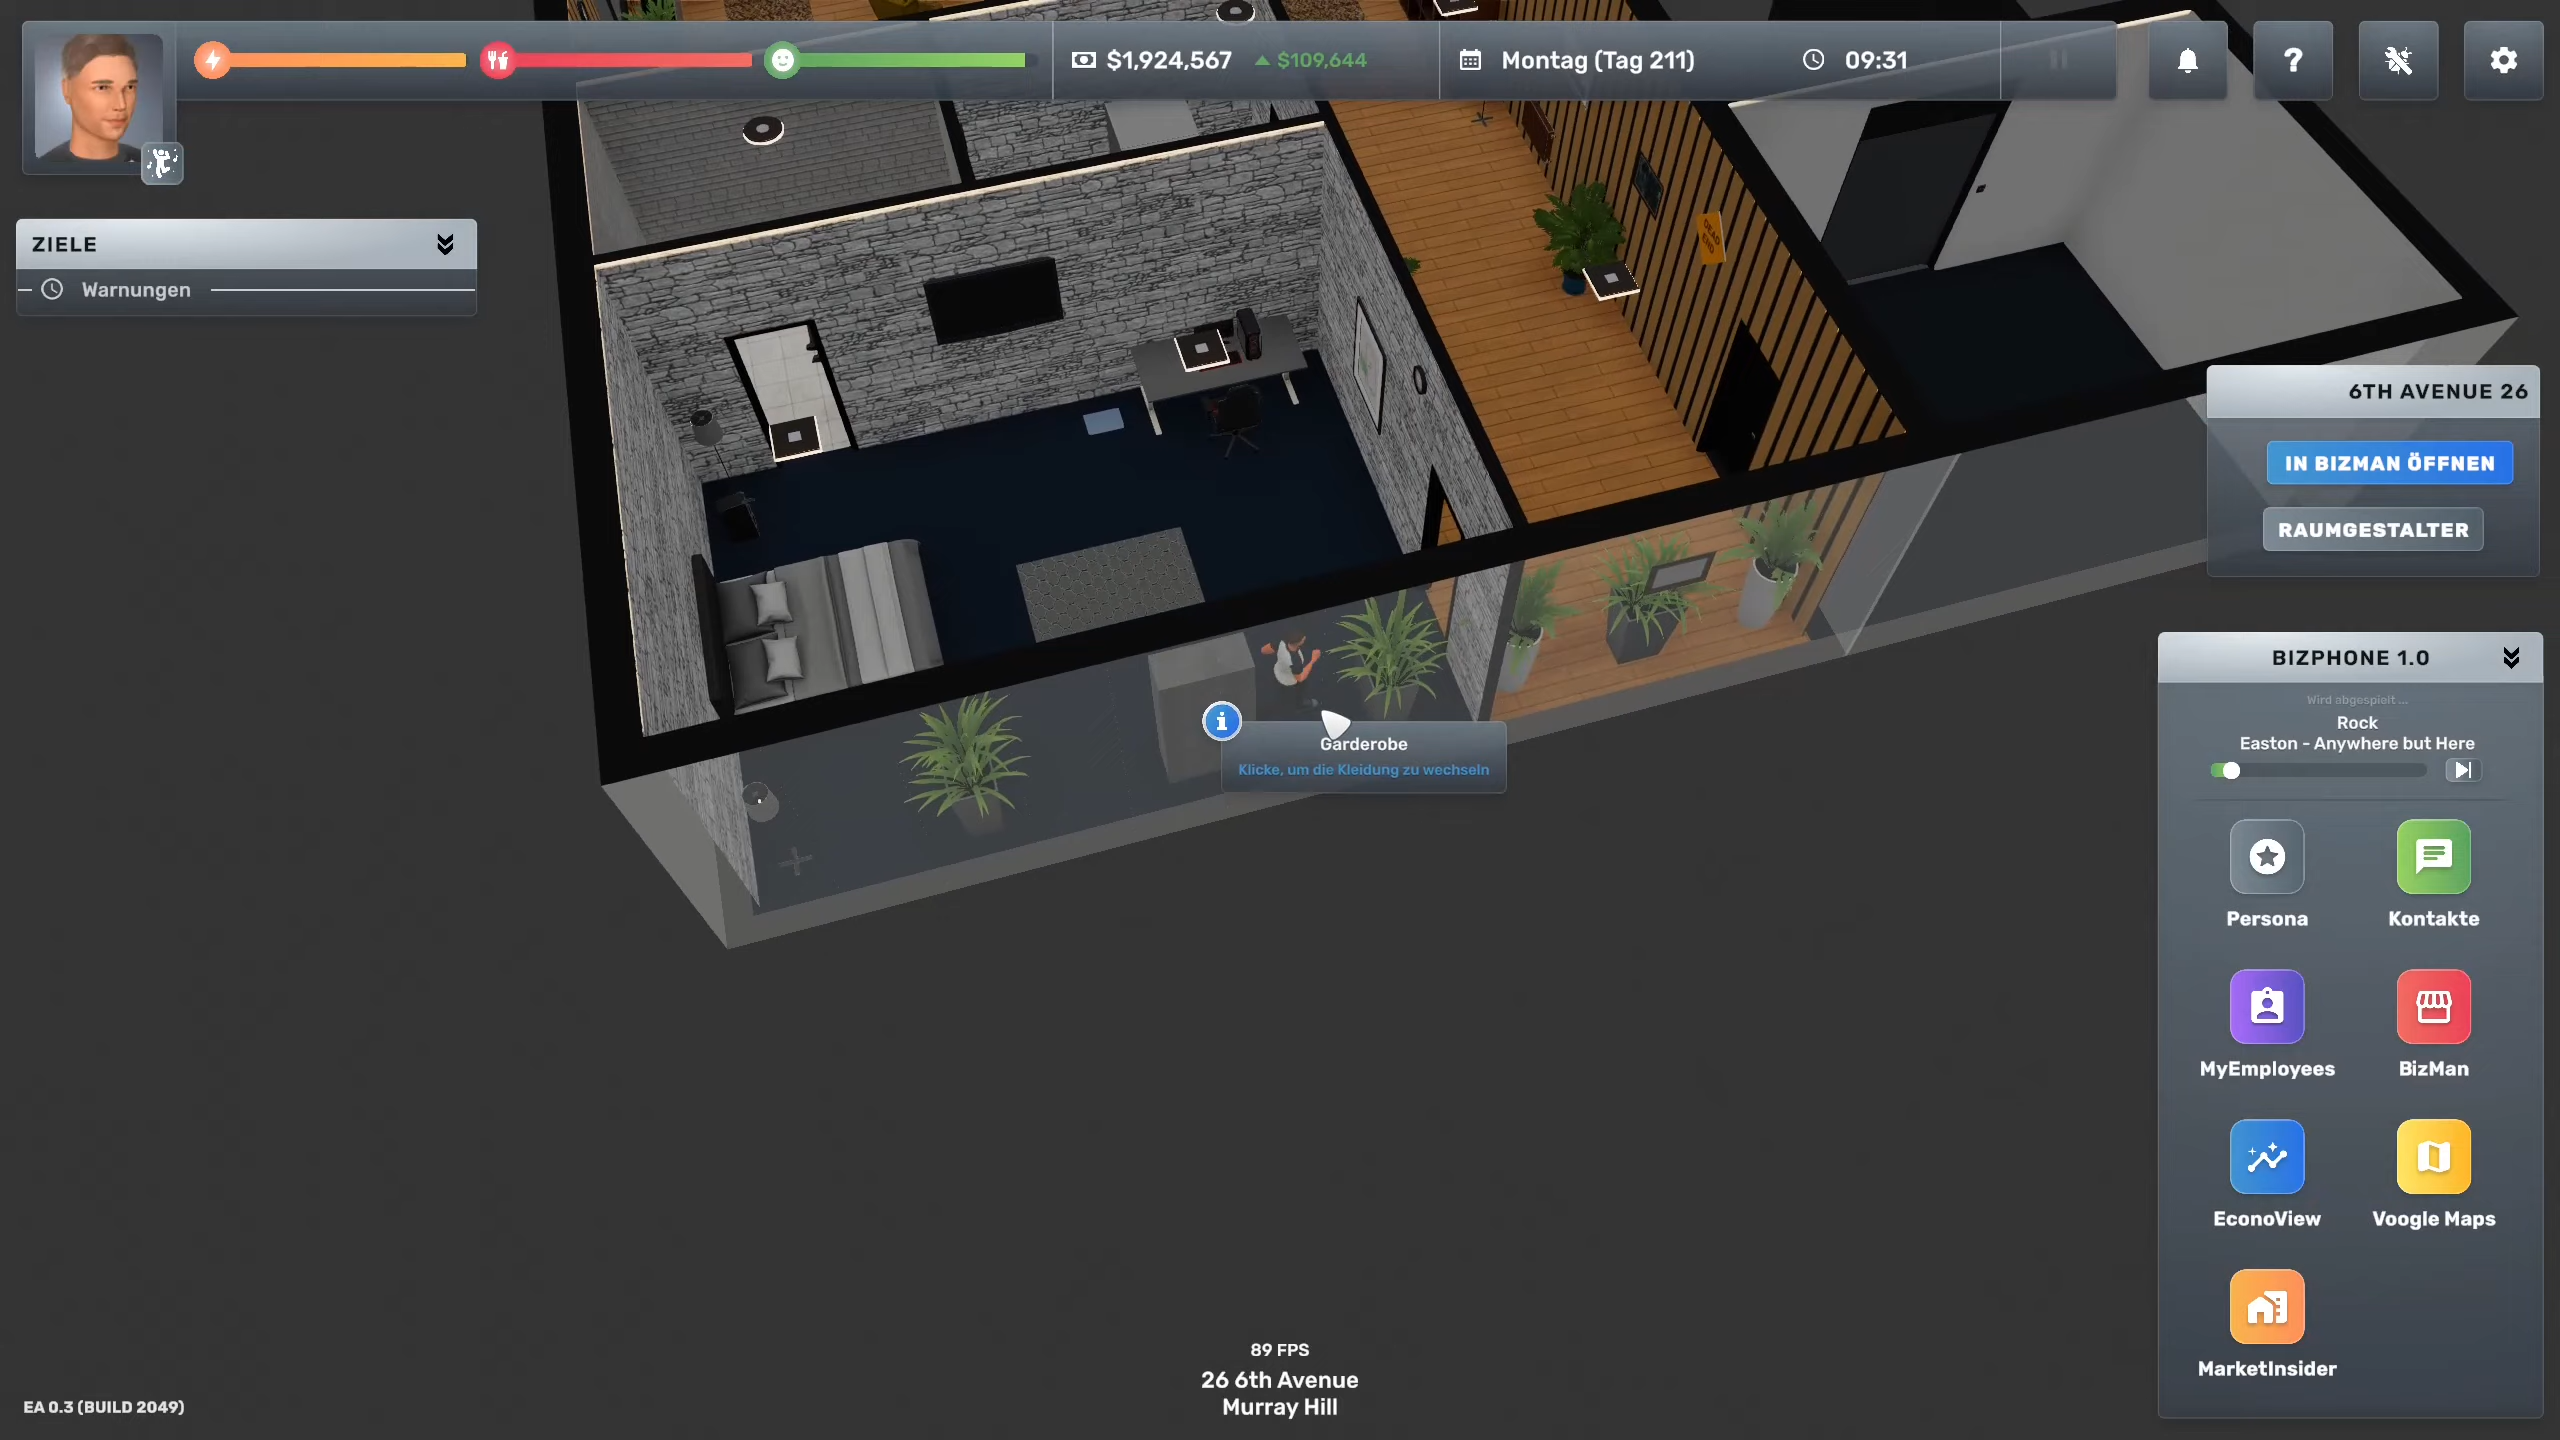 $1,924,567
$109,644
Montag (Tag 211)
09:31
?
ZIELE
Warnungen
DEAD
END
6TH AVENUE 26
IN BIZMAN ÖFFNEN
RAUMGESTALTER
BIZPHONE 1.0
Wird abgespielt ...
Rock
Easton - Anywhere but Here
Garderobe
Klicke, um die Kleidung zu wechseln
Persona
Kontakte
MyEmployees
BizMan
EconoView
Voogle Maps
MarketInsider
89 FPS
26 6th Avenue
Murray Hill
EA 0.3 (BUILD 2049)